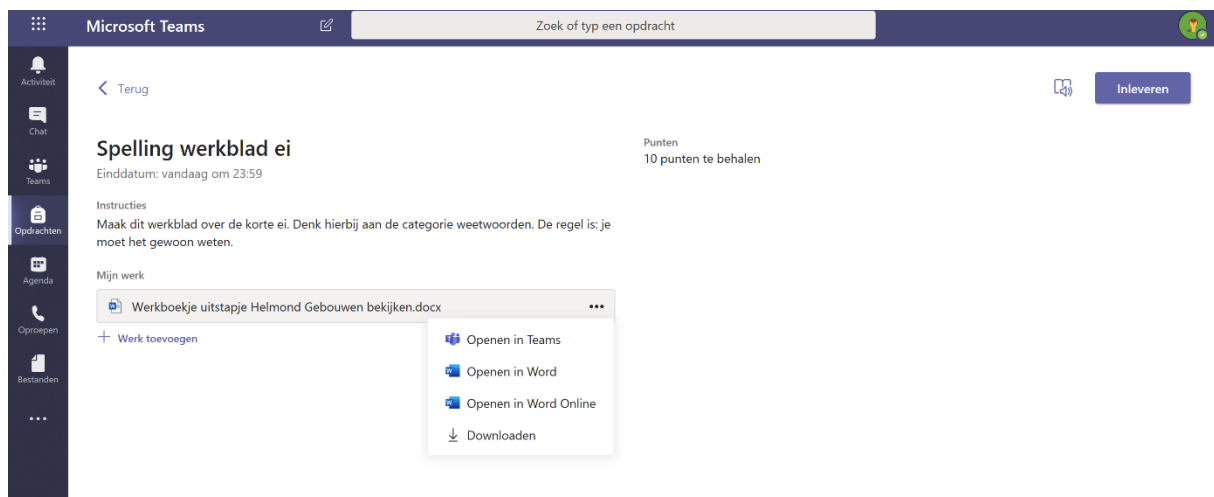 Microsoft Teams
Zoek of typ een opdracht
Activiteit
Chat
Teams
Opdrachten
Agenda
Oproepen
Bestanden
Terug
Inleveren
Spelling werkblad ei
Einddatum: vandaag om 23:59
Punten
10 punten te behalen
Instructies
Maak dit werkblad over de korte ei. Denk hierbij aan de categorie weetwoorden. De regel is: je
moet het gewoon weten.
Mijn werk
Werkboekje uitstapje Helmond Gebouwen bekijken.docx
Werk toevoegen
Openen in Teams
Openen in Word
Openen in Word Online
Downloaden